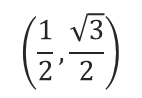 (1/2, √3/2)